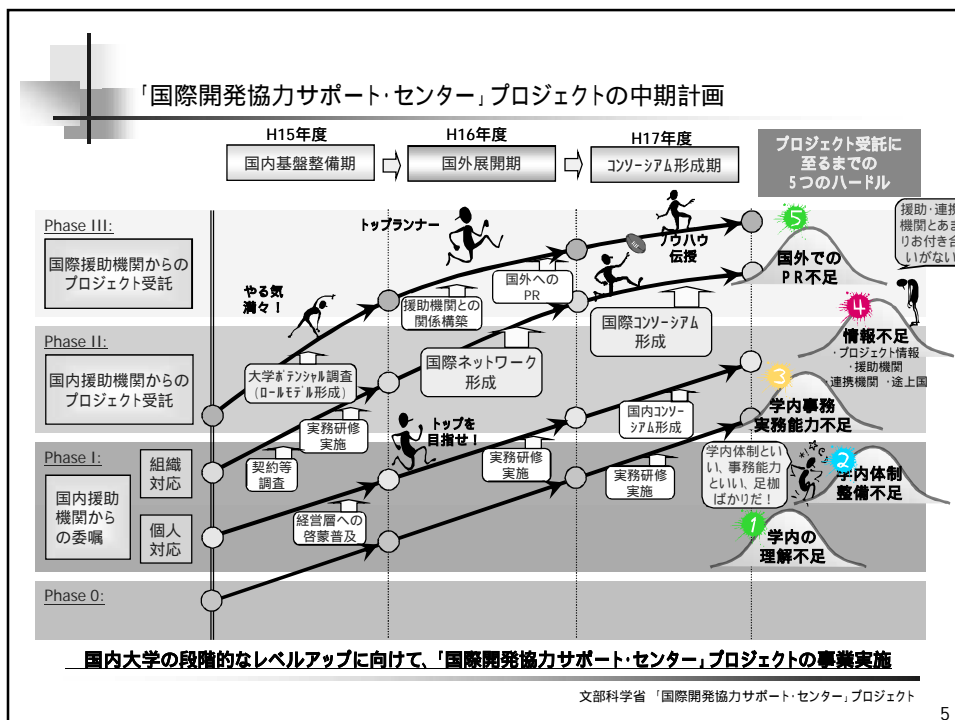 「国際開発協力サポート・センター」プロジェクトの中期計画
H15年度
国内基盤整備期
H16年度
国外展開期
H17年度
コンソーシアム形成期
プロジェクト受託に
至るまでの
5つのハードル
Phase III:
国際援助機関からの
プロジェクト受託
Phase II:
国内援助機関からの
プロジェクト受託
Phase I:
国内援助
機関から
の委嘱
組織
対応
個人
対応
Phase 0:
やる気
満々!
トップランナー
ノウハウ
伝授
援助機関との
関係構築
国外への
PR
大学ポテンシャル調査
(ロールモデル形成)
国際ネットワーク
形成
国際コンソーシアム
形成
実務研修
実施
トップを
目指せ!
国内コンソー
シアム形成
契約等
調査
実務研修
実施
実務研修
実施
経営層への
啓蒙普及
5
国外での
PR不足
援助・連携
機関とあま
りお付き合
いがない
4
情報不足
・プロジェクト情報
・援助機関
・連携機関 ・途上国
3
学内事務
実務能力不足
学内体制とい
い、事務能力
といい、足枷
ばかりだ!
2
学内体制
整備不足
1
学内の
理解不足
国内大学の段階的なレベルアップに向けて、「国際開発協力サポート・センター」プロジェクトの事業実施
文部科学省 「国際開発協力サポート・センター」プロジェクト
5